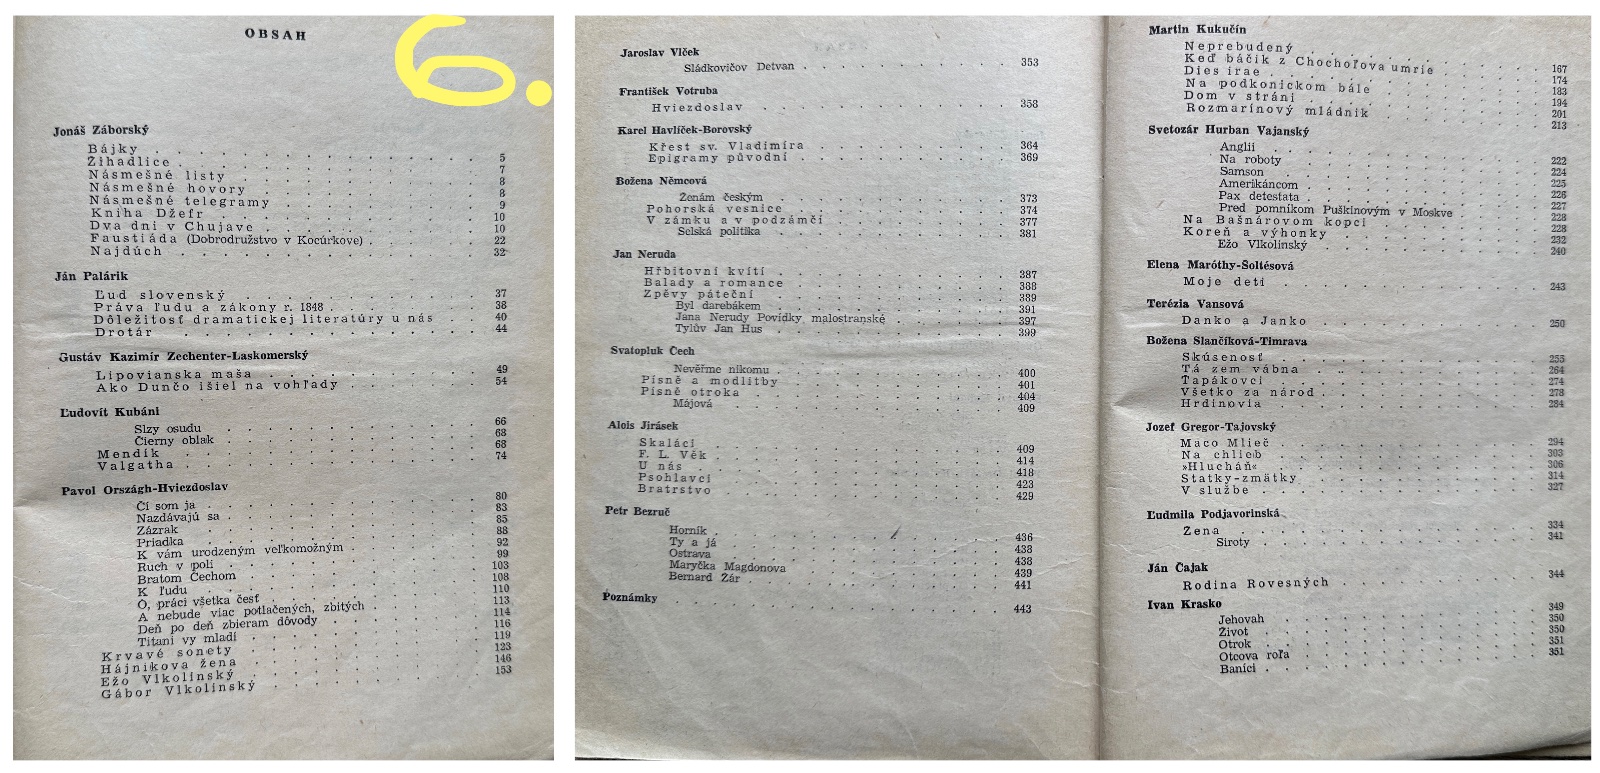 OBSAH
6.
Jonáš Záborský
Bájky . . . . . . . . . . 5
Žihadlice . . . . . . . . . . 7
Násmešné listy . . . . . . . . 8
Násmešné hovory . . . . . . . . 8
Násmešné telegramy . . . . . . . 9
Kniha Džefr . . . . . . . . . 10
Dva dni v Chujave . . . . . . . 10
Faustiáda (Dobrodružstvo v Kocúrkove) . . . . 22
Najdúch . . . . . . . . . . 32
Ján Palárik
Ľud slovenský . . . . . . . . 37
Práva ľudu a zákony r. 1848 . . . . . . 38
Dôležitosť dramatickej literatúry u nás . . 40
Drotár . . . . . . . . . . 44
Gustáv Kazimír Zechenter-Laskomerský
Lipovianska maša . . . . . . . 49
Ako Dunčo išiel na vohľady . . . . . 54
Ľudovít Kubáni
Slzy osudu . . . . . . . . . 66
Čierny oblak . . . . . . . . . 68
Mendík . . . . . . . . . . 68
Valgatha . . . . . . . . . . 74
Pavol Országh-Hviezdoslav
Čí som ja . . . . . . . . . 80
Nazdávajú sa . . . . . . . . . 83
Zázrak . . . . . . . . . . 85
Priadka . . . . . . . . . . 88
K vám urodzeným veľkomožným . . . . . 92
Ruch v poli . . . . . . . . . 99
Bratom Čechom . . . . . . . . 103
K ľudu . . . . . . . . . . 108
O, práci všetka česť . . . . . . . 110
A nebude viac potlačených, zbitých . . . . 113
Deň po deň zbieram dôvody . . . . . . 114
Titani vy mladí . . . . . . . . 116
Krvavé sonety . . . . . . . . 119
Hájnikova žena . . . . . . . . 123
Ežo Vlkolinský . . . . . . . . 146
Gábor Vlkolinský . . . . . . . . 153
Jaroslav Vlček
Sládkovičov Detvan . . . . . . . 353
František Votruba
Hviezdoslav . . . . . . . . . 358
Karel Havlíček-Borovský
Křest sv. Vladimíra . . . . . . . 364
Epigramy původní . . . . . . . 369
Božena Němcová
Ženám českým . . . . . . . . 373
Pohorská vesnice . . . . . . . . 374
V zámku a v podzámčí . . . . . . . 377
Selská politika . . . . . . . . 381
Jan Neruda
Hřbitovní kvítí . . . . . . . . 387
Balady a romance . . . . . . . . 388
Zpěvy páteční . . . . . . . . 389
Byl darebákem . . . . . . . . 391
Jana Nerudy Povídky malostranské . . . . . 397
Tylův Jan Hus . . . . . . . . 399
Svatopluk Čech
Nevěřme nikomu . . . . . . . . 400
Písně a modlitby . . . . . . . . 401
Písně otroka . . . . . . . . . 404
Májová . . . . . . . . . . 409
Alois Jirásek
Skaláci . . . . . . . . . . 409
F. L. Věk . . . . . . . . . . 414
U nás . . . . . . . . . . 418
Psohlavci . . . . . . . . . . 423
Bratrstvo . . . . . . . . . . 429
Petr Bezruč
Horník . . . . . . . . . . 436
Ty a já . . . . . . . . . . 438
Ostrava . . . . . . . . . . 438
Maryčka Magdonova . . . . . . . . 439
Bernard Žár . . . . . . . . . 441
Poznámky . . . . . . . . . . 443
Martin Kukučín
Neprebudený . . . . . . . . . 167
Keď báčik z Chochoľova umrie . . . . . 174
Dies irae . . . . . . . . . . 183
Na podkonickom bále . . . . . . . 194
Dom v stráni . . . . . . . . . 201
Rozmarínový mládnik . . . . . . . 213
Svetozár Hurban Vajanský
Anglii . . . . . . . . . . 222
Na roboty . . . . . . . . . 224
Samson . . . . . . . . . . 225
Amerikáncom . . . . . . . . . 226
Pax detestata . . . . . . . . 227
Pred pomníkom Puškinovým v Moskve . . . . 228
Na Bašnárovom kopci . . . . . . . 228
Koreň a výhonky . . . . . . . . 232
Ežo Vlkolinský . . . . . . . . 240
Elena Maróthy-Šoltésová
Moje deti . . . . . . . . . 243
Terézia Vansová
Danko a Janko . . . . . . . . 250
Božena Slančíková-Timrava
Skúsenosť . . . . . . . . . 255
Tá zem vábna . . . . . . . . 264
Ťapákovci . . . . . . . . . 274
Všetko za národ . . . . . . . . 278
Hrdinovia . . . . . . . . . 284
Jozef Gregor-Tajovský
Maco Mlieč . . . . . . . . . 294
Na chlieb . . . . . . . . . 303
»Hlucháň« . . . . . . . . . 306
Statky-zmätky . . . . . . . . 314
V službe . . . . . . . . . . 327
Ľudmila Podjavorinská
Žena . . . . . . . . . . 334
Siroty . . . . . . . . . . 341
Ján Čajak
Rodina Rovesných . . . . . . . . 344
Ivan Krasko
Jehovah . . . . . . . . . . 349
Život . . . . . . . . . . 350
Otrok . . . . . . . . . . 350
Otcova roľa . . . . . . . . . 351
Baníci . . . . . . . . . . 351